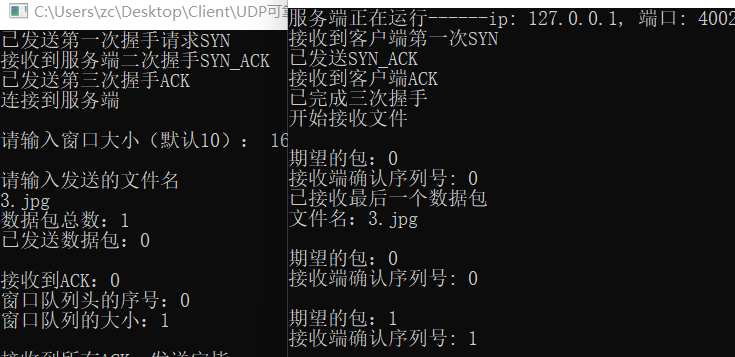 C:\Users\zc\Desktop\Client\UDP可
已发送第一次握手请求SYN
接收到服务端二次握手SYN_ACK
已发送第三次握手ACK
连接到服务端
请输入窗口大小（默认10）： 16
请输入发送的文件名
3.jpg
数据包总数：1
已发送数据包：0
接收到ACK：0
窗口队列头的序号：0
窗口队列的大小：1
服务端正在运行------ip: 127.0.0.1, 端口: 4002
接收到客户端第一次SYN
已发送SYN_ACK
接收到客户端ACK
已完成三次握手
开始接收文件
期望的包：0
接收端确认序列号: 0
已接收最后一个数据包
文件名：3.jpg
期望的包：0
接收端确认序列号: 0
期望的包：1
接收端确认序列号: 1